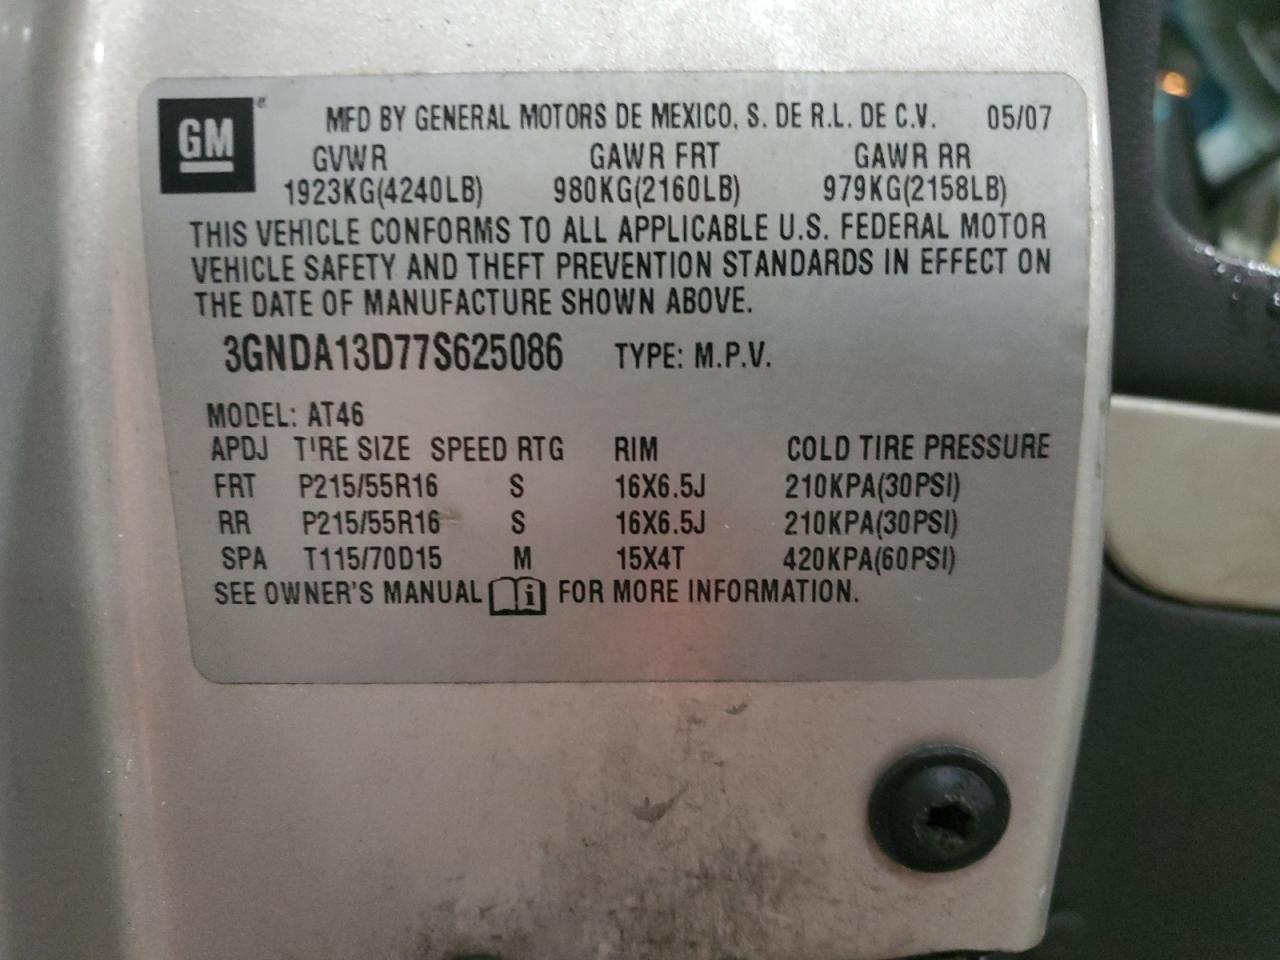 GM
MFD BY GENERAL MOTORS DE MEXICO, S. DE R.L. DE C.V. 05/07
GVWR GAWR FRT GAWR RR
1923KG(4240LB) 980KG(2160LB) 979KG(2158LB)
THIS VEHICLE CONFORMS TO ALL APPLICABLE U.S. FEDERAL MOTOR
VEHICLE SAFETY AND THEFT PREVENTION STANDARDS IN EFFECT ON
THE DATE OF MANUFACTURE SHOWN ABOVE.
3GNDA13D77S625086 TYPE: M.P.V.
MODEL: AT46
APDJ TIRE SIZE SPEED RTG RIM COLD TIRE PRESSURE
FRT P215/55R16 S 16X6.5J 210KPA(30PSI)
RR P215/55R16 S 16X6.5J 210KPA(30PSI)
SPA T115/70D15 M 15X4T 420KPA(60PSI)
SEE OWNER'S MANUAL FOR MORE INFORMATION.